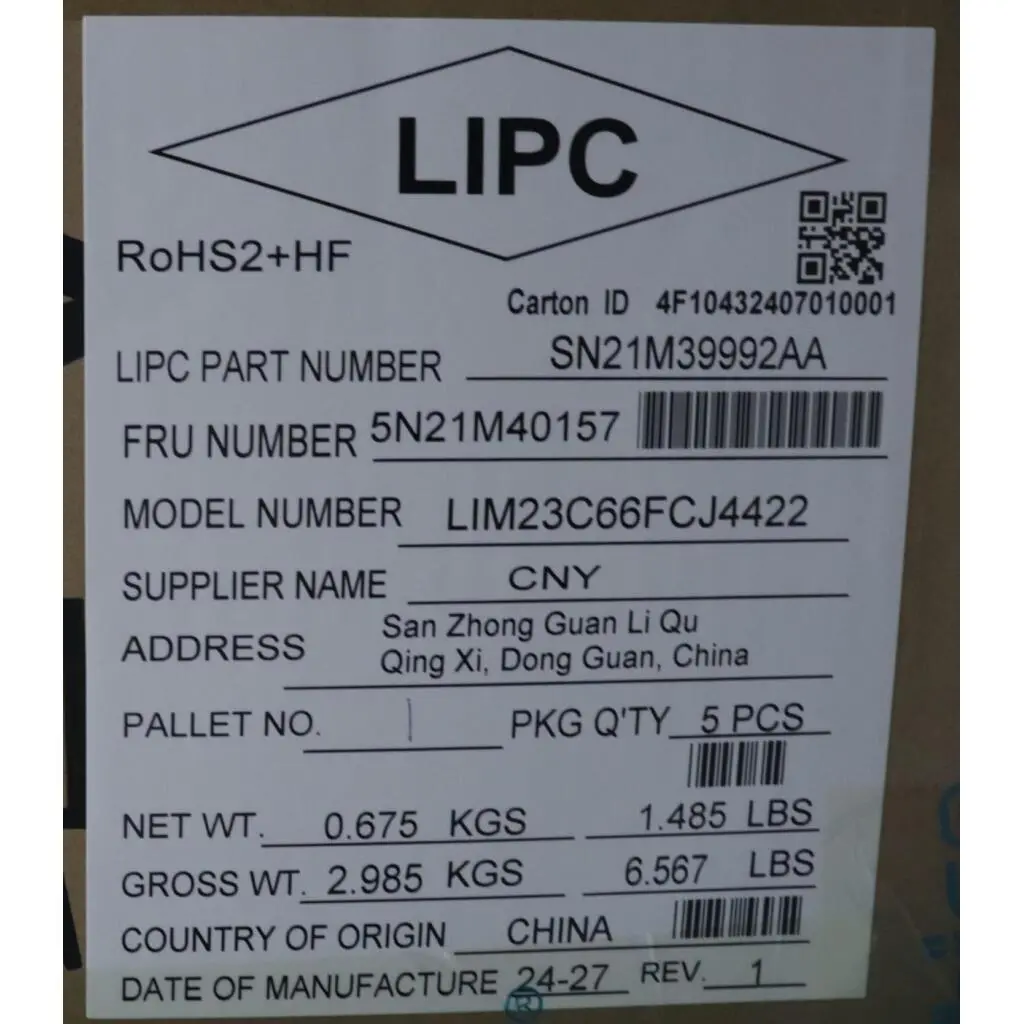 LIPC
RoHS2+HF
Carton ID 4F10432407010001
LIPC PART NUMBER SN21M39992AA
FRU NUMBER 5N21M40157
MODEL NUMBER LIM23C66FCJ4422
SUPPLIER NAME CNY
ADDRESS San Zhong Guan Li Qu
Qing Xi, Dong Guan, China
PALLET NO. 1 PKG Q'TY 5 PCS
NET WT. 0.675 KGS 1.485 LBS
GROSS WT. 2.985 KGS 6.567 LBS
COUNTRY OF ORIGIN CHINA
DATE OF MANUFACTURE 24-27 REV. 1
®